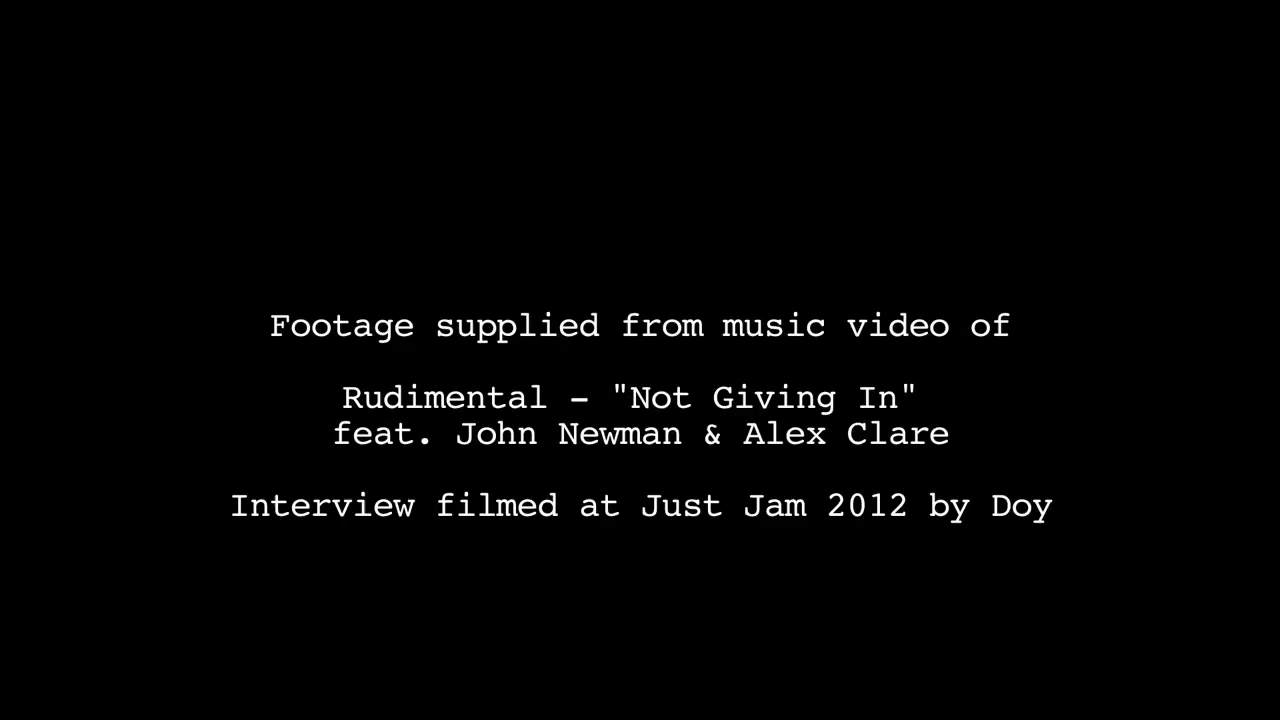 Footage supplied from music video of
Rudimental - "Not Giving In"
feat. John Newman & Alex Clare
Interview filmed at Just Jam 2012 by Doy